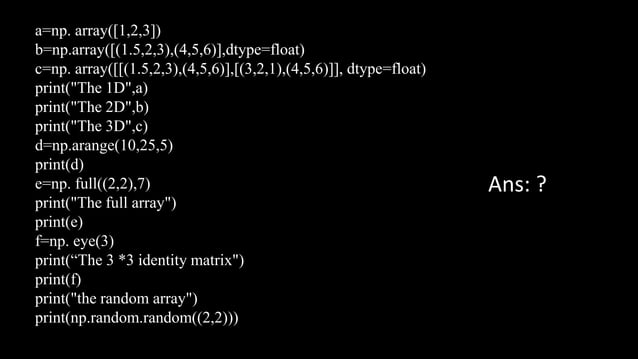 a=np. array([1,2,3])
b=np.array([(1.5,2,3),(4,5,6)],dtype=float)
c=np. array([[(1.5,2,3),(4,5,6)],[(3,2,1),(4,5,6)]], dtype=float)
print("The 1D",a)
print("The 2D",b)
print("The 3D",c)
d=np.arange(10,25,5)
print(d)
e=np. full((2,2),7)
print("The full array")
print(e)
f=np. eye(3)
print(“The 3 *3 identity matrix")
print(f)
print("the random array")
print(np.random.random((2,2)))
Ans: ?